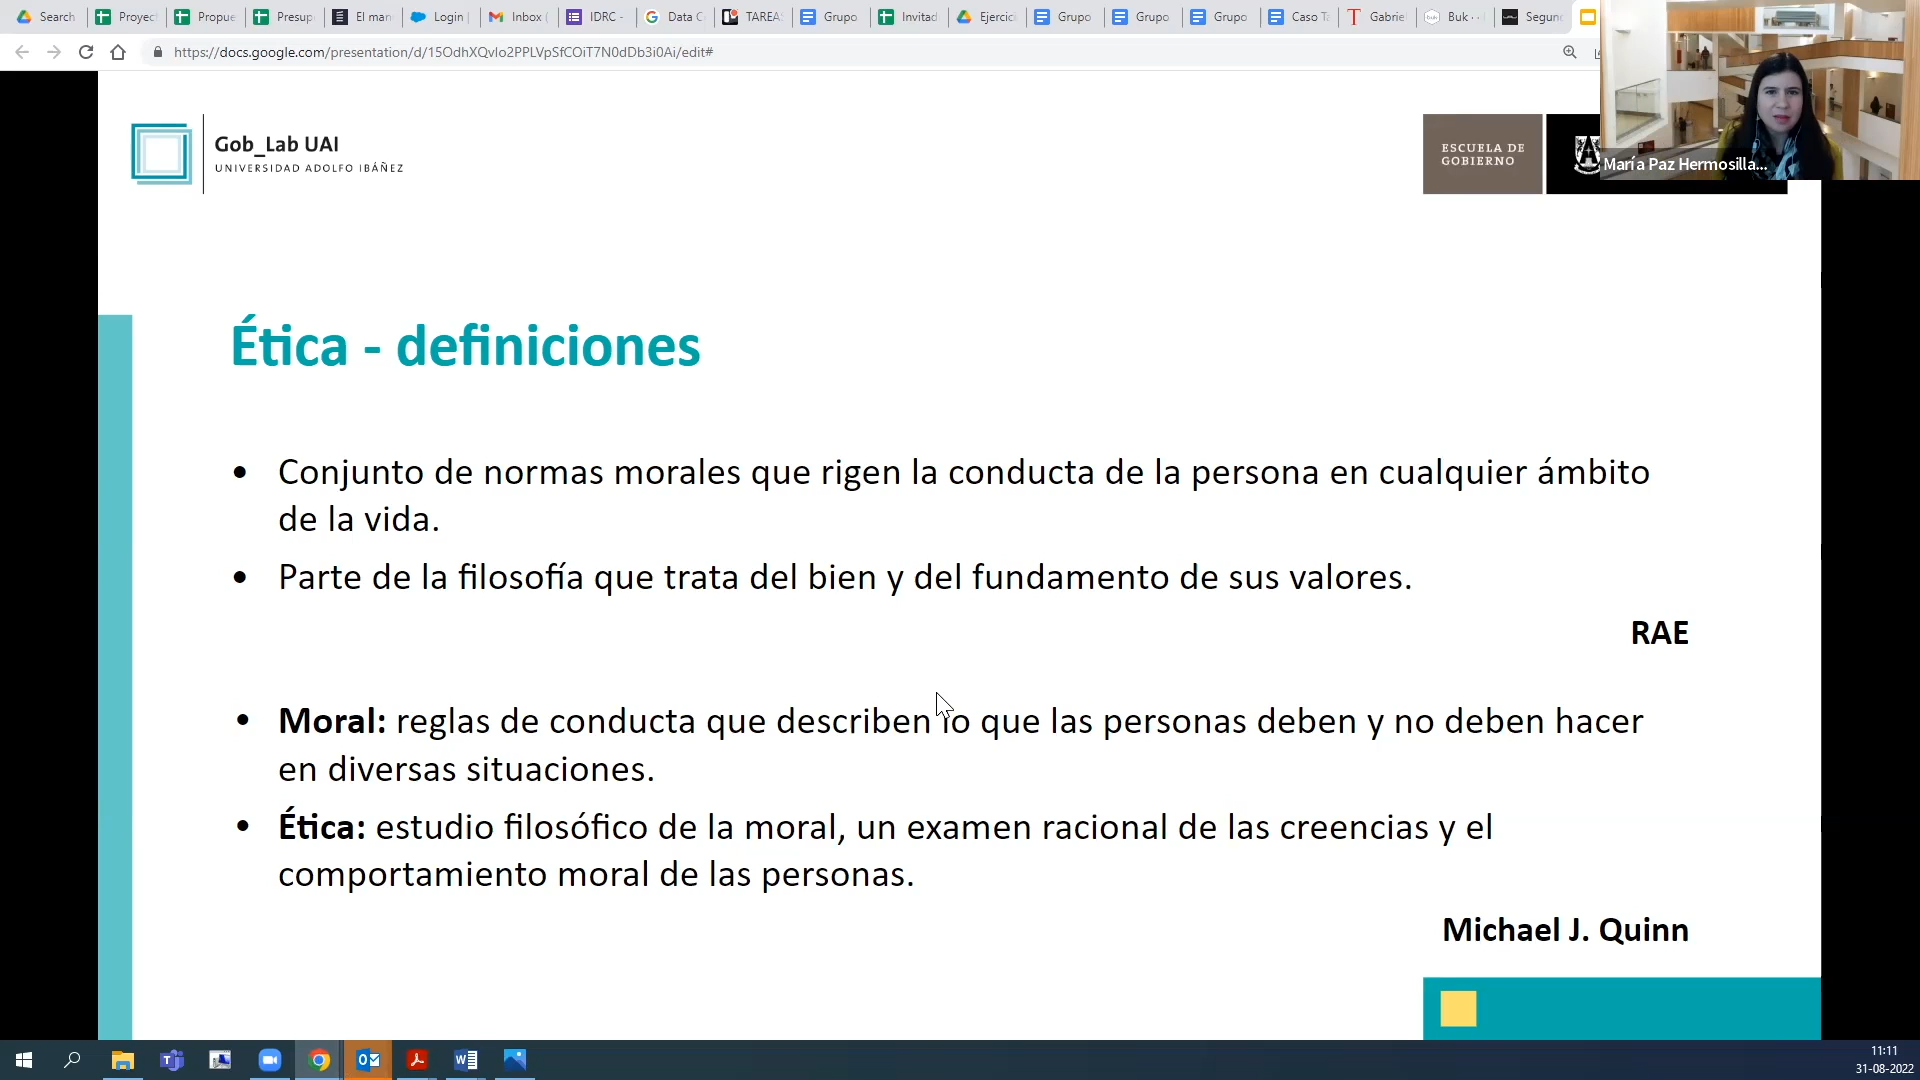 Search
Proyec
Propue
Presup
El man
Login
Inbox (
IDRC -
Data C
TAREA
Grupo
Invitad
Ejercic
Grupo
Grupo
Grupo
Caso Ta
Gabrie
Buk
Segun
https://docs.google.com/presentation/d/15OdhXQvlo2PPLVpSfCOiT7N0dDb3i0Ai/edit#
Gob_Lab UAI
UNIVERSIDAD ADOLFO IBÁÑEZ
ESCUELA DE
GOBIERNO
María Paz Hermosilla...
Ética - definiciones
• Conjunto de normas morales que rigen la conducta de la persona en cualquier ámbito
de la vida.
• Parte de la filosofía que trata del bien y del fundamento de sus valores.
RAE
• Moral: reglas de conducta que describen lo que las personas deben y no deben hacer
en diversas situaciones.
• Ética: estudio filosófico de la moral, un examen racional de las creencias y el
comportamiento moral de las personas.
Michael J. Quinn
11:11
31-08-2022